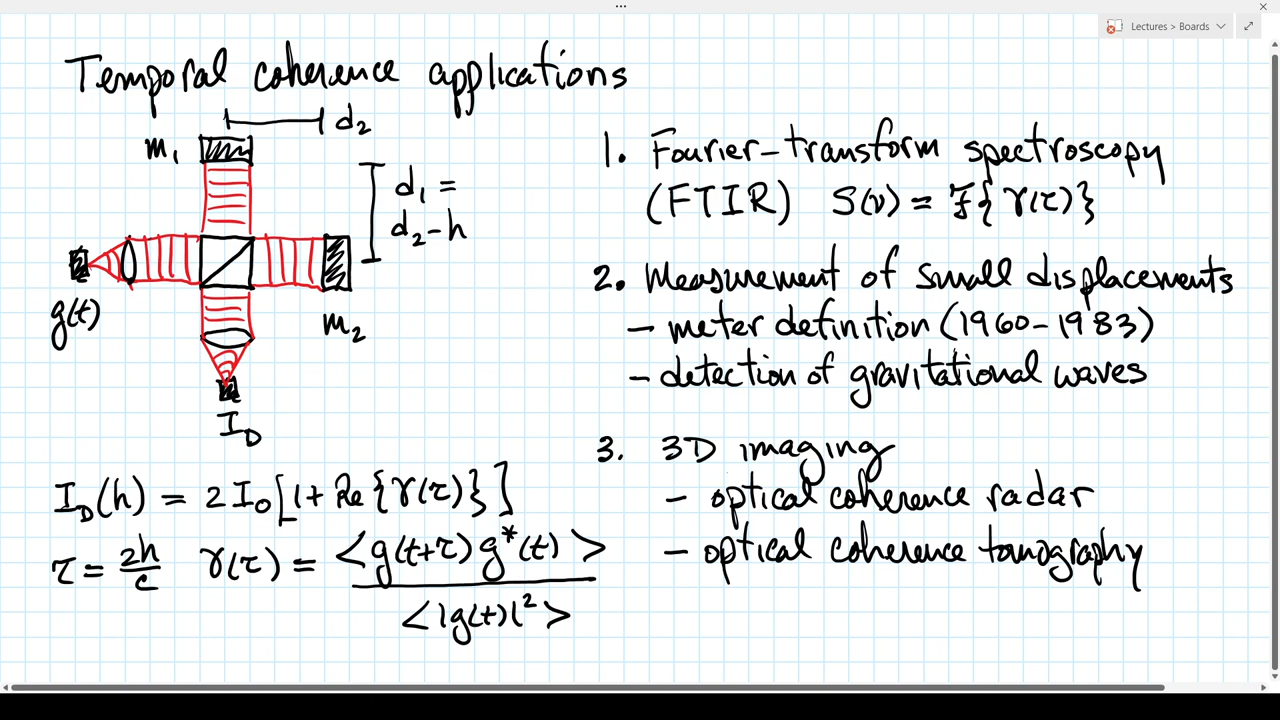 Lectures > Boards
Temporal coherence applications
d₂
m₁
d₁ =
d₂ - h
g(t)
m₂
I_D
I_D(h) = 2I₀[1 + Re{γ(τ)}]
τ = 2h/c γ(τ) = <g(t+τ) g*(t)> / <|g(t)|²>
1. Fourier-transform spectroscopy
(FTIR) S(ν) = ℱ{γ(τ)}
2. Measurement of small displacements
- meter definition (1960-1983)
- detection of gravitational waves
3. 3D imaging
- optical coherence radar
- optical coherence tomography